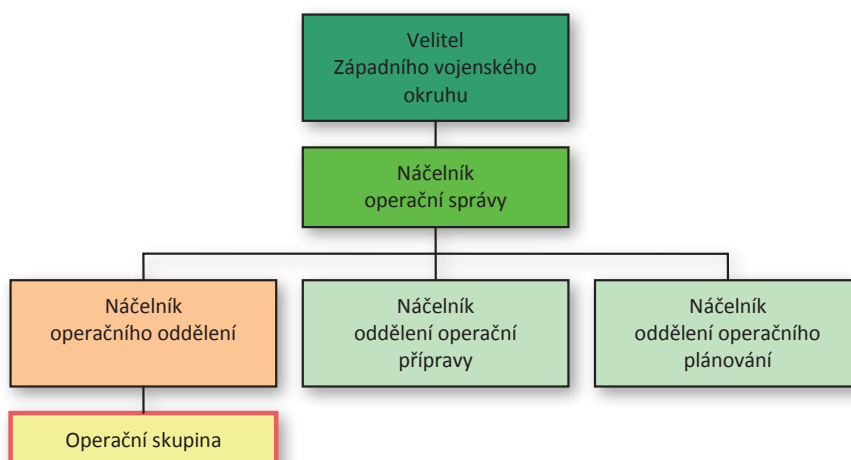 Velitel
Západního vojenského
okruhu
Náčelník
operační správy
Náčelník
operačního oddělení
Náčelník
oddělení operační
přípravy
Náčelník
oddělení operačního
plánování
Operační skupina